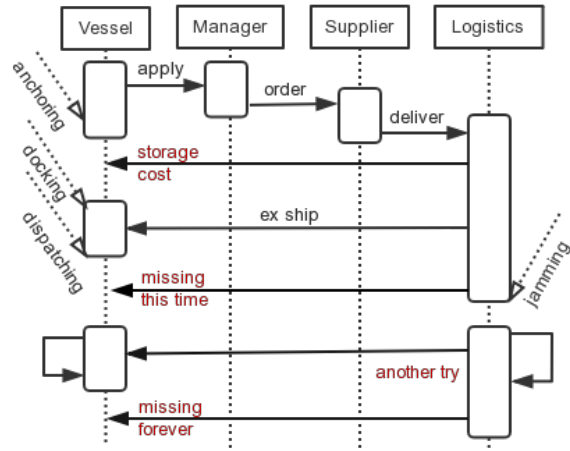 Vessel
Manager
Supplier
Logistics
anchoring
apply
order
deliver
storage
cost
docking
dispatching
ex ship
missing
this time
jamming
another try
missing
forever